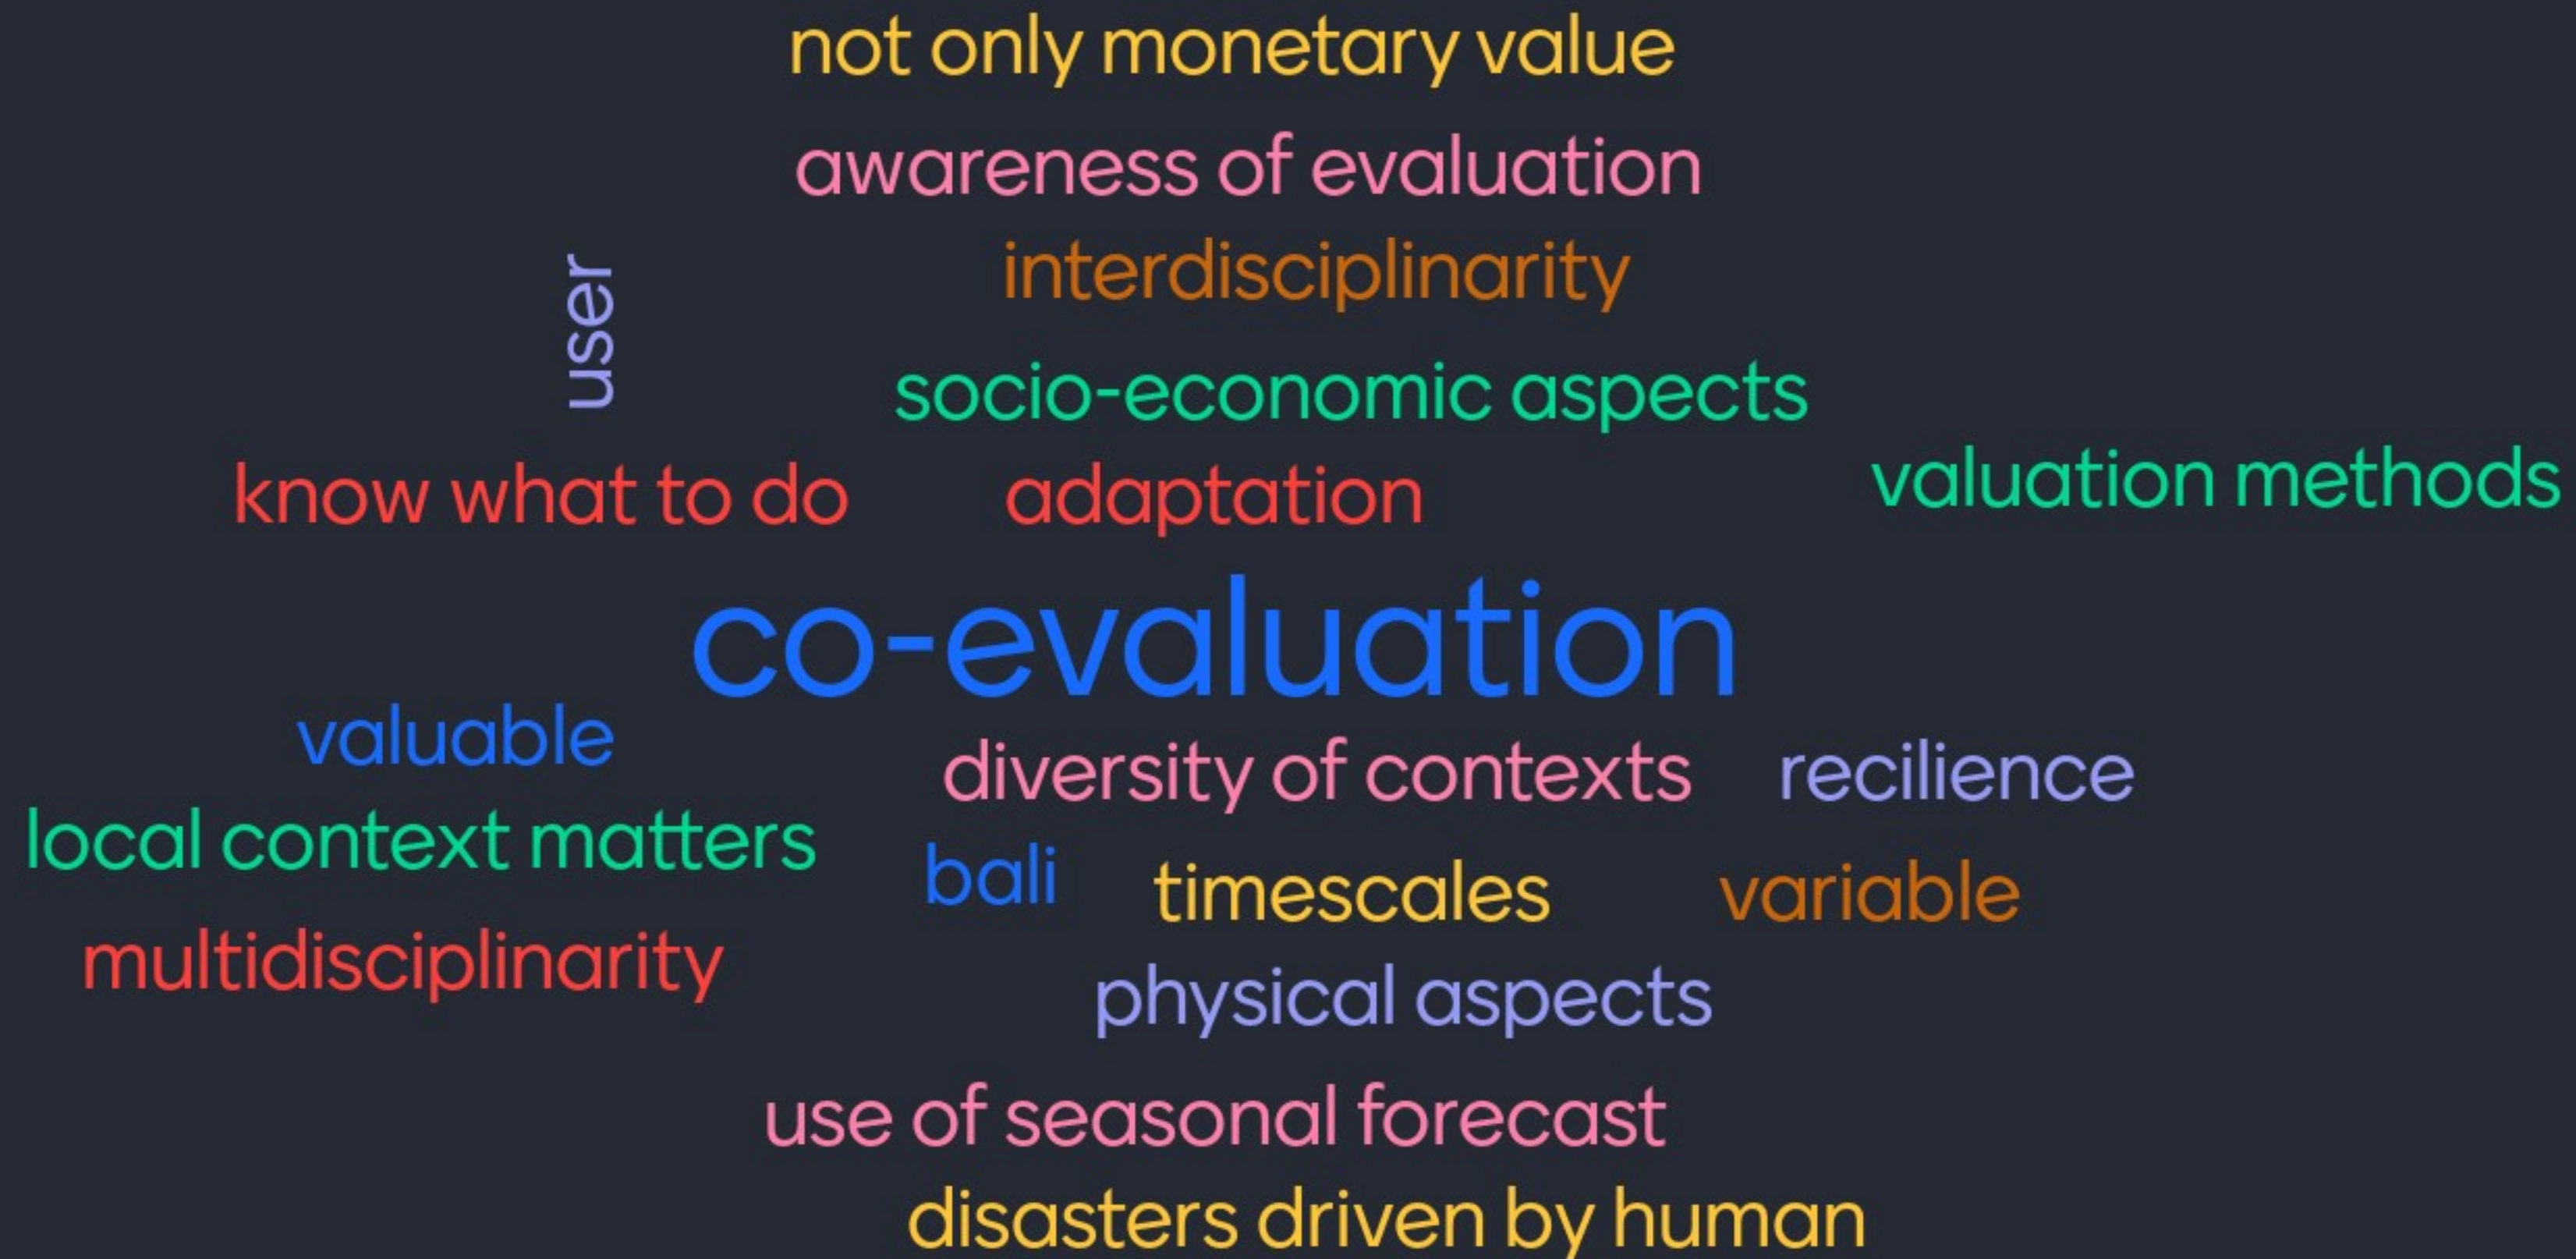 not only monetary value
awareness of evaluation
interdisciplinarity
user
socio-economic aspects
valuation methods
know what to do
adaptation
co-evaluation
valuable
diversity of contexts
recilience
local context matters
bali
timescales
variable
multidisciplinarity
physical aspects
use of seasonal forecast
disasters driven by human